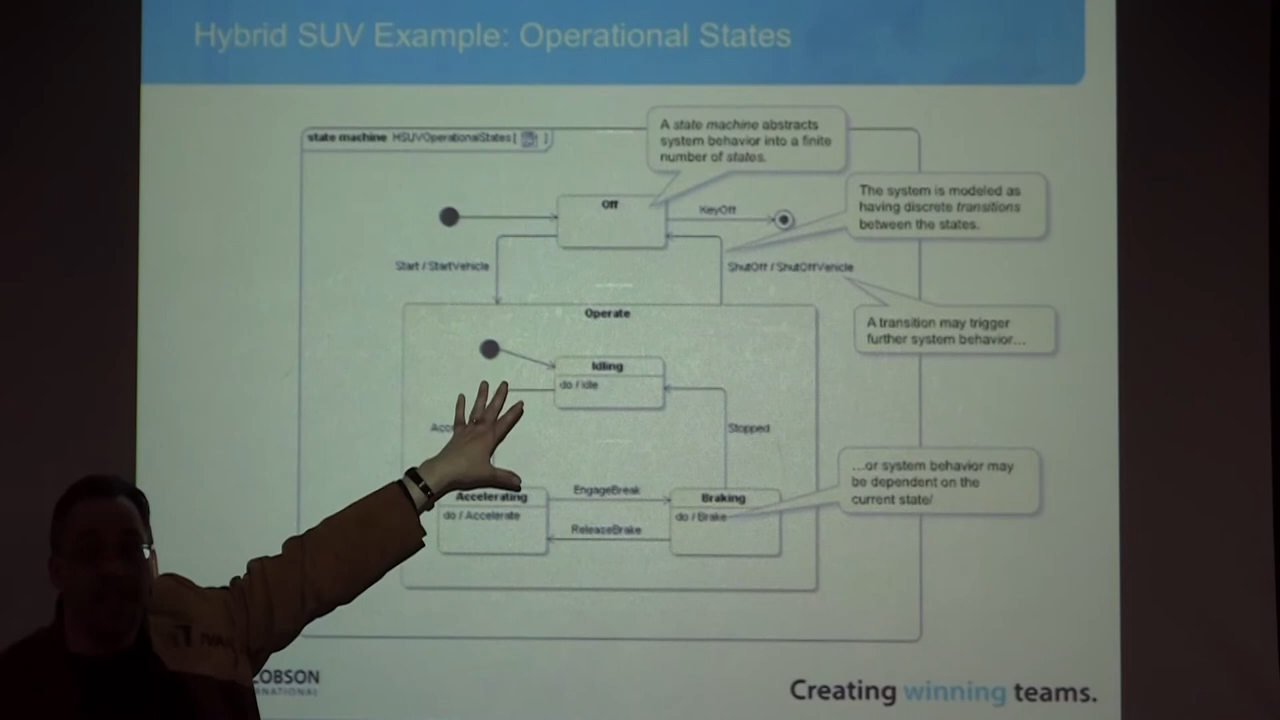 Hybrid SUV Example: Operational States
state machine HSUVOperationalStates [ ]
A state machine abstracts
system behavior into a finite
number of states.
Off
KeyOff
The system is modeled as
having discrete transitions
between the states.
Start / StartVehicle
ShutOff / ShutOffVehicle
Operate
A transition may trigger
further system behavior...
Idling
do / Idle
Stopped
...or system behavior may
be dependent on the
current state/
Accelerating
do / Accelerate
EngageBreak
ReleaseBrake
Braking
do / Brake
Creating winning teams.